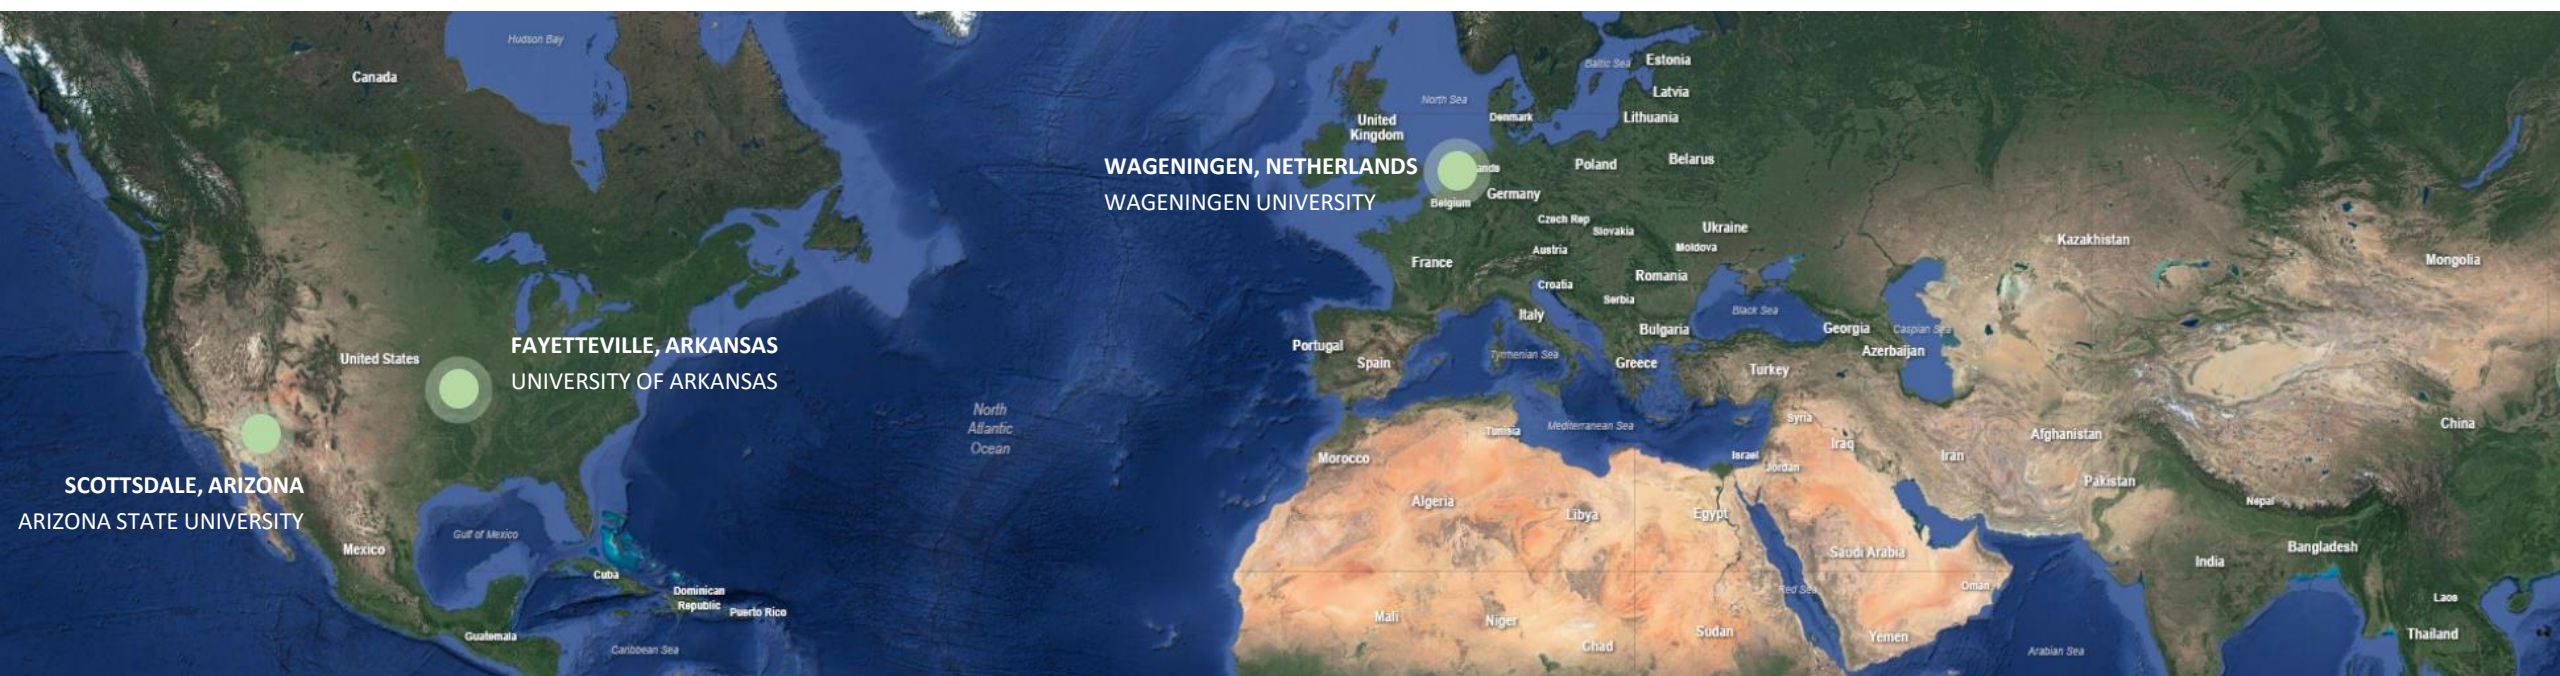 Hudson Bay
Canada
Baltic Sea
Estonia
Latvia
North Sea
Denmark
Lithuania
United
Kingdom
WAGENINGEN, NETHERLANDS
WAGENINGEN UNIVERSITY
ands
Poland
Belarus
Germany
Belgium
Czech Rep
Slovakia
Ukraine
Moldova
Austria
France
Romania
Croatia
Serbia
Italy
Bulgaria
Black Sea
Georgia
Caspian Sea
Azerbaijan
Kazakhistan
Mongolia
Portugal
Spain
Tyrrhenian Sea
Greece
Turkey
United States
FAYETTEVILLE, ARKANSAS
UNIVERSITY OF ARKANSAS
North
Atlantic
Ocean
Tunisia
Mediterranean Sea
Syria
Iraq
Iran
Afghanistan
China
Morocco
Israel
Jordan
Pakistan
SCOTTSDALE, ARIZONA
ARIZONA STATE UNIVERSITY
Algeria
Libya
Egypt
Nepal
Gulf of Mexico
Mexico
Saudi Arabia
India
Bangladesh
Cuba
Dominican
Republic
Puerto Rico
Red Sea
Oman
Laos
Guatemala
Caribbean Sea
Mali
Niger
Chad
Sudan
Yemen
Arabian Sea
Thailand